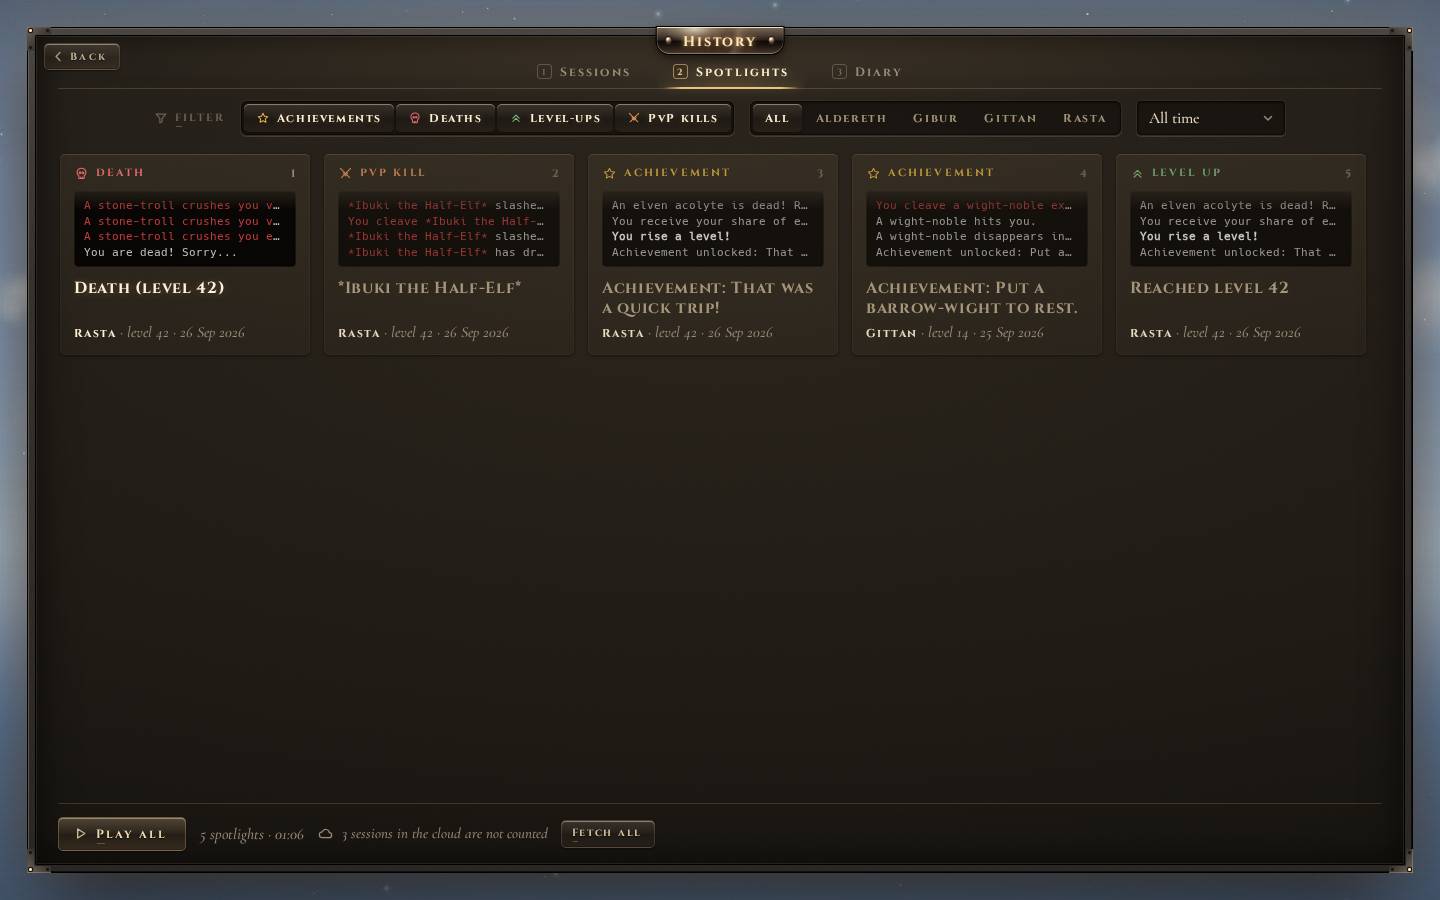 History
Back
1 Sessions
2 Spotlights
3 Diary
Filter
Achievements
Deaths
Level-ups
PvP kills
All
Aldereth
Gibur
Gittan
Rasta
All time
Death 1
A stone-troll crushes you v…
A stone-troll crushes you v…
A stone-troll crushes you e…
You are dead! Sorry...
Death (level 42)
Rasta · level 42 · 26 Sep 2026
PvP kill 2
*Ibuki the Half-Elf* slashe…
You cleave *Ibuki the Half-…
*Ibuki the Half-Elf* slashe…
*Ibuki the Half-Elf* has dr…
*Ibuki the Half-Elf*
Rasta · level 42 · 26 Sep 2026
Achievement 3
An elven acolyte is dead! R…
You receive your share of e…
You rise a level!
Achievement unlocked: That …
Achievement: That was
a quick trip!
Rasta · level 42 · 26 Sep 2026
Achievement 4
You cleave a wight-noble ex…
A wight-noble hits you.
A wight-noble disappears in…
Achievement unlocked: Put a…
Achievement: Put a
barrow-wight to rest.
Gittan · level 14 · 25 Sep 2026
Level up 5
An elven acolyte is dead! R…
You receive your share of e…
You rise a level!
Achievement unlocked: That …
Reached level 42
Rasta · level 42 · 26 Sep 2026
Play all
5 spotlights · 01:06
3 sessions in the cloud are not counted
Fetch all